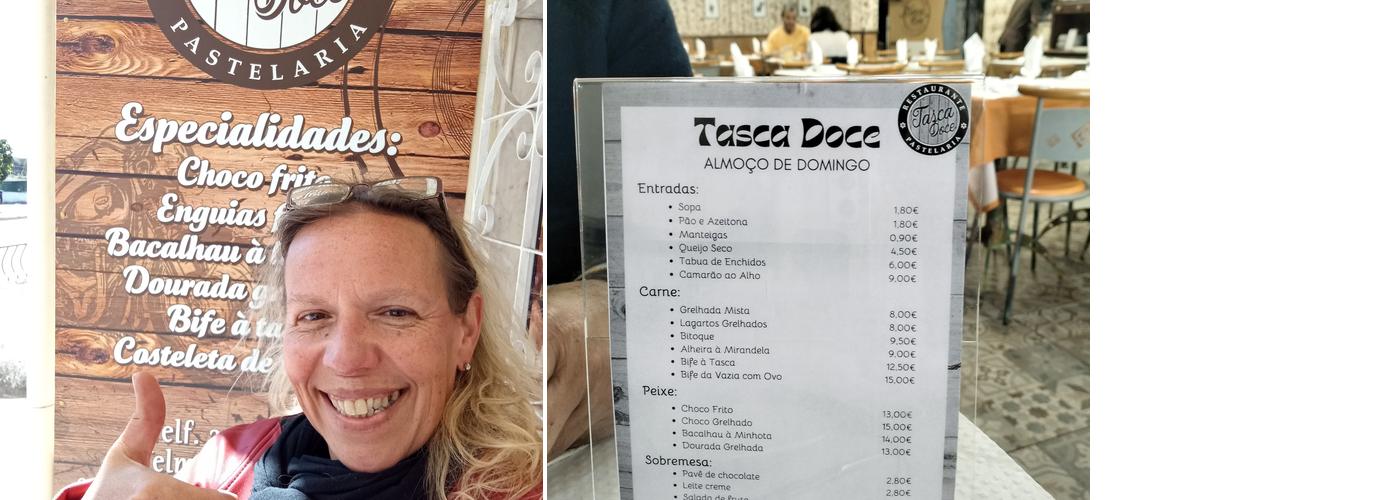 Doce
PASTELARIA
Especialidades:
Choco frito
Enguias
Bacalhau à
Dourada
Bife à
Costeleta de
elf.
RESTAURANTE
Tasca
Doce
PASTELARIA
Tasca Doce
ALMOÇO DE DOMINGO
Entradas:
• Sopa 1,80€
• Pão e Azeitona 1,80€
• Manteigas 0,90€
• Queijo Seco 4,50€
• Tabua de Enchidos 6,00€
• Camarão ao Alho 9,00€
Carne:
• Grelhada Mista 8,00€
• Lagartos Grelhados 8,00€
• Bitoque 9,50€
• Alheira à Mirandela 9,00€
• Bife à Tasca 12,50€
• Bife da Vazia com Ovo 15,00€
Peixe:
• Choco Frito 13,00€
• Choco Grelhado 15,00€
• Bacalhau à Minhota 14,00€
• Dourada Grelhada 13,00€
Sobremesa:
• Pavê de chocolate 2,80€
• Leite creme 2,80€
• Salada de fruta